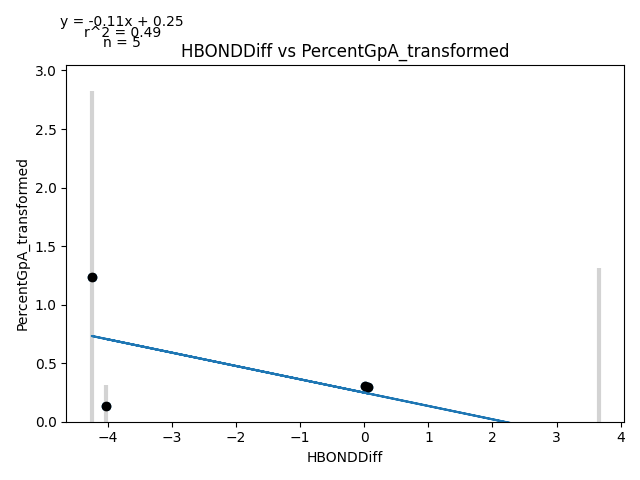 y = -0.11x + 0.25
r^2 = 0.49
n = 5
HBONDDiff vs PercentGpA_transformed
3.0
2.5
2.0
1.5
1.0
0.5
0.0
PercentGpA_transformed
−4
−3
−2
−1
0
1
2
3
4
HBONDDiff